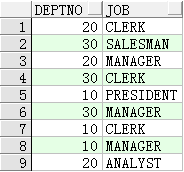 DEPTNO JOB
1 20 CLERK
2 30 SALESMAN
3 20 MANAGER
4 30 CLERK
5 10 PRESIDENT
6 30 MANAGER
7 10 CLERK
8 10 MANAGER
9 20 ANALYST